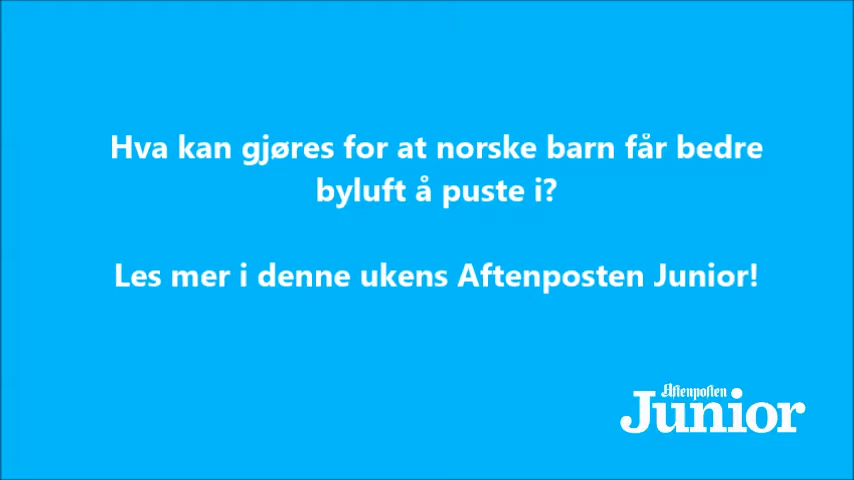 Hva kan gjøres for at norske barn får bedre
byluft å puste i?
Les mer i denne ukens Aftenposten Junior!
Aftenposten
Junior